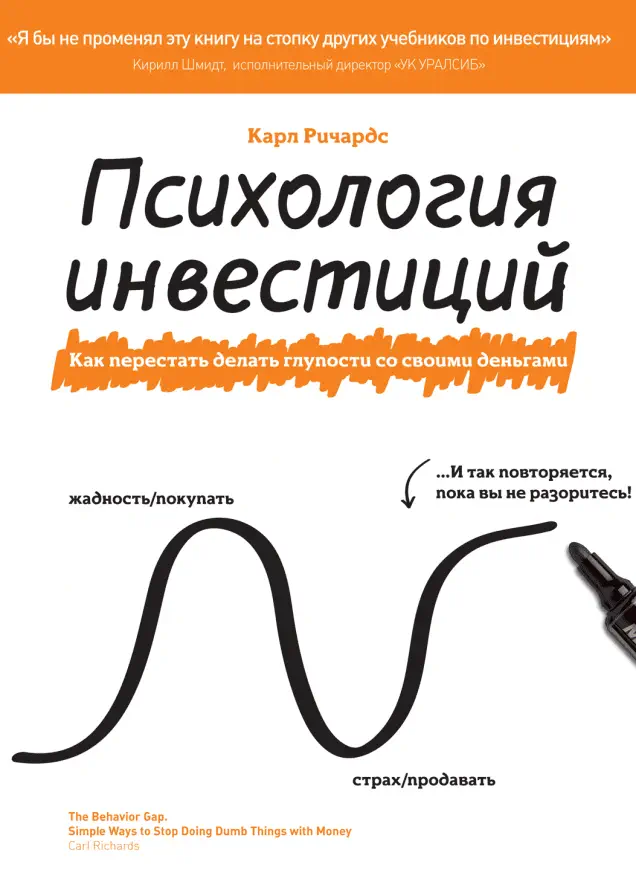 «Я бы не променял эту книгу на стопку других учебников по инвестициям»
Кирилл Шмидт, исполнительный директор «УК УРАЛСИБ»
Карл Ричардс
Психология
инвестиций
Как перестать делать глупости со своими деньгами
...И так повторяется,
пока вы не разоритесь!
жадность/покупать
страх/продавать
The Behavior Gap.
Simple Ways to Stop Doing Dumb Things with Money
Carl Richards